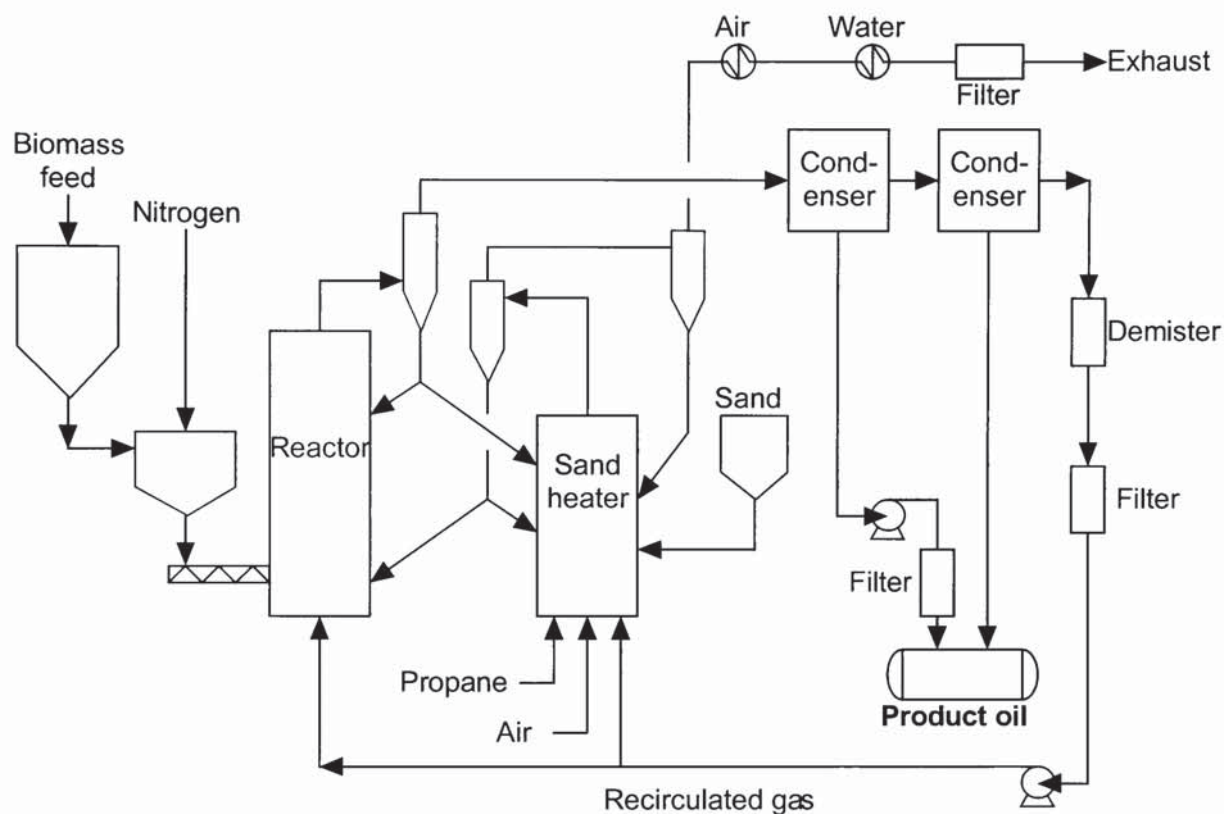 Air
Water
Exhaust
Filter
Biomass
feed
Nitrogen
Cond-
enser
Cond-
enser
Demister
Reactor
Sand
heater
Sand
Filter
Filter
Propane
Air
Product oil
Recirculated gas